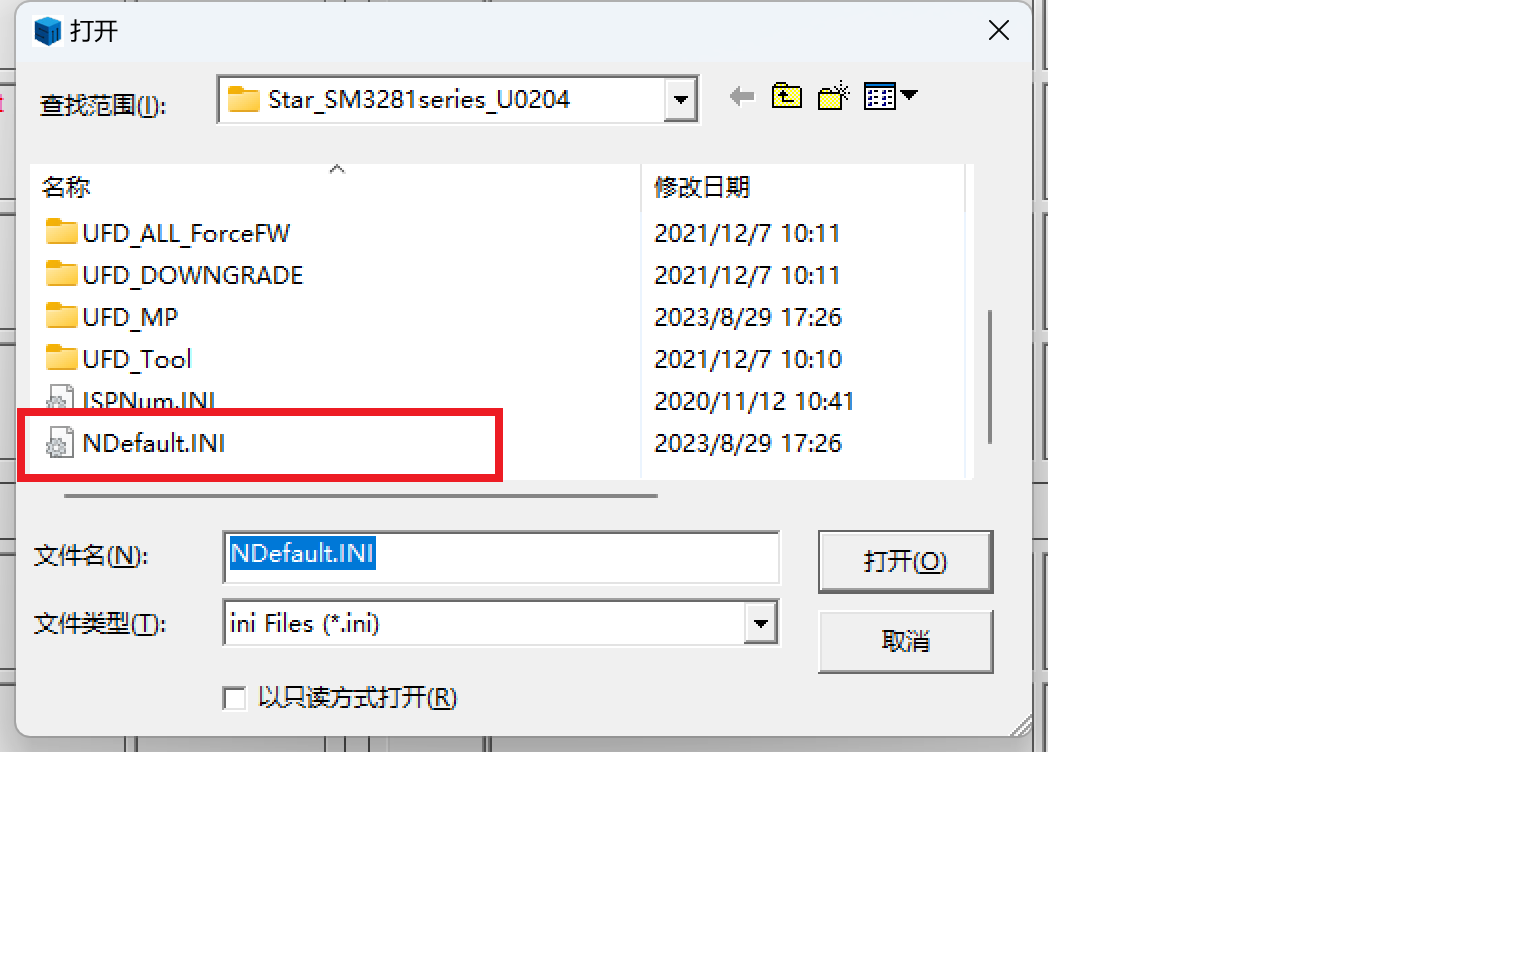 打开
查找范围(I):
Star_SM3281series_U0204
名称
修改日期
UFD_ALL_ForceFW
2021/12/7 10:11
UFD_DOWNGRADE
2021/12/7 10:11
UFD_MP
2023/8/29 17:26
UFD_Tool
2021/12/7 10:10
ISPNum.INI
2020/11/12 10:41
NDefault.INI
2023/8/29 17:26
文件名(N):
NDefault.INI
打开(O)
文件类型(T):
ini Files (*.ini)
取消
以只读方式打开(R)